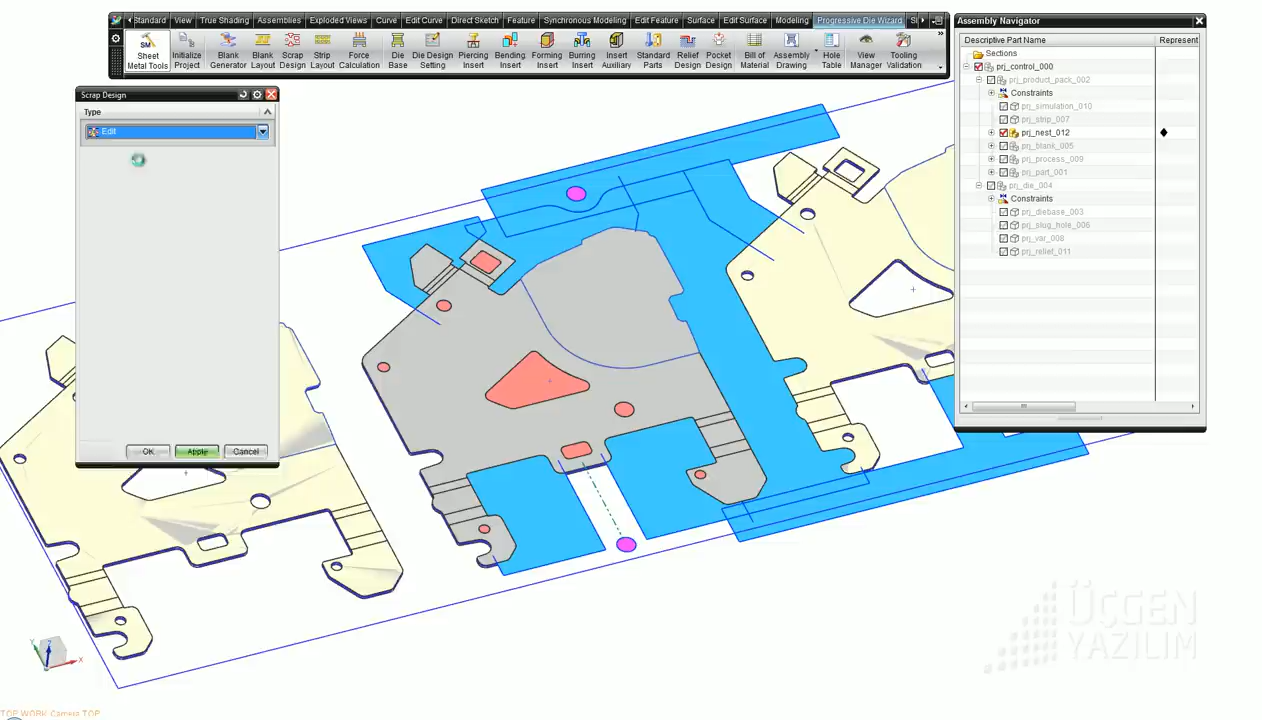 Standard View True Shading Assemblies Exploded Views Curve Edit Curve Direct Sketch Feature Synchronous Modeling Edit Feature Surface Edit Surface Modeling Progressive Die Wizard
Sheet Metal Tools
Initialize Project
Blank Generator
Blank Layout
Scrap Design
Strip Layout
Force Calculation
Die Base
Die Design Setting
Piercing Insert
Bending Insert
Forming Insert
Burring Insert
Insert Auxiliary
Standard Parts
Relief Design
Pocket Design
Bill of Material
Assembly Drawing
Hole Table
View Manager
Tooling Validation
Assembly Navigator
Descriptive Part Name Represent
Sections
prj_control_000
prj_product_pack_002
Constraints
prj_simulation_010
prj_strip_007
prj_nest_012
prj_blank_005
prj_process_009
prj_part_001
prj_die_004
Constraints
prj_diebase_003
prj_slug_hole_006
prj_var_008
prj_relief_011
Scrap Design
Type
Edit
OK Apply Cancel
ÜÇGEN
YAZILIM
TOP WORK Camera TOP